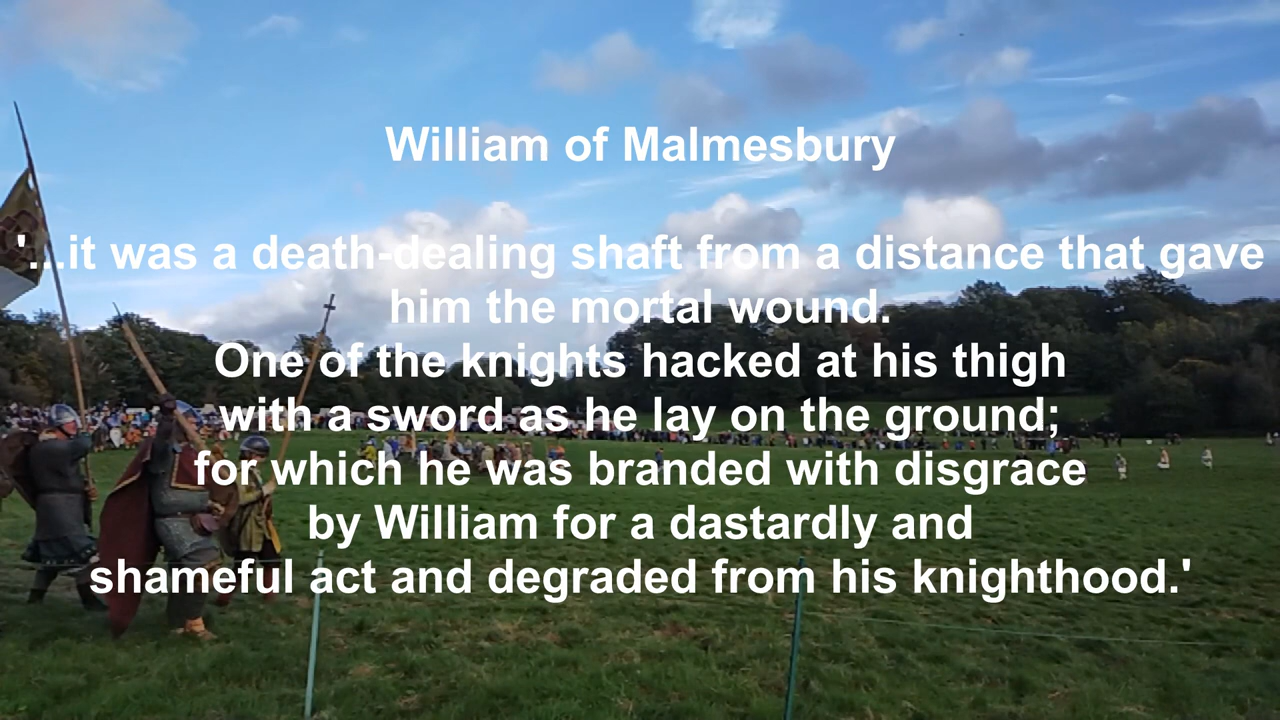 William of Malmesbury
'...it was a death-dealing shaft from a distance that gave
him the mortal wound.
One of the knights hacked at his thigh
with a sword as he lay on the ground;
for which he was branded with disgrace
by William for a dastardly and
shameful act and degraded from his knighthood.'